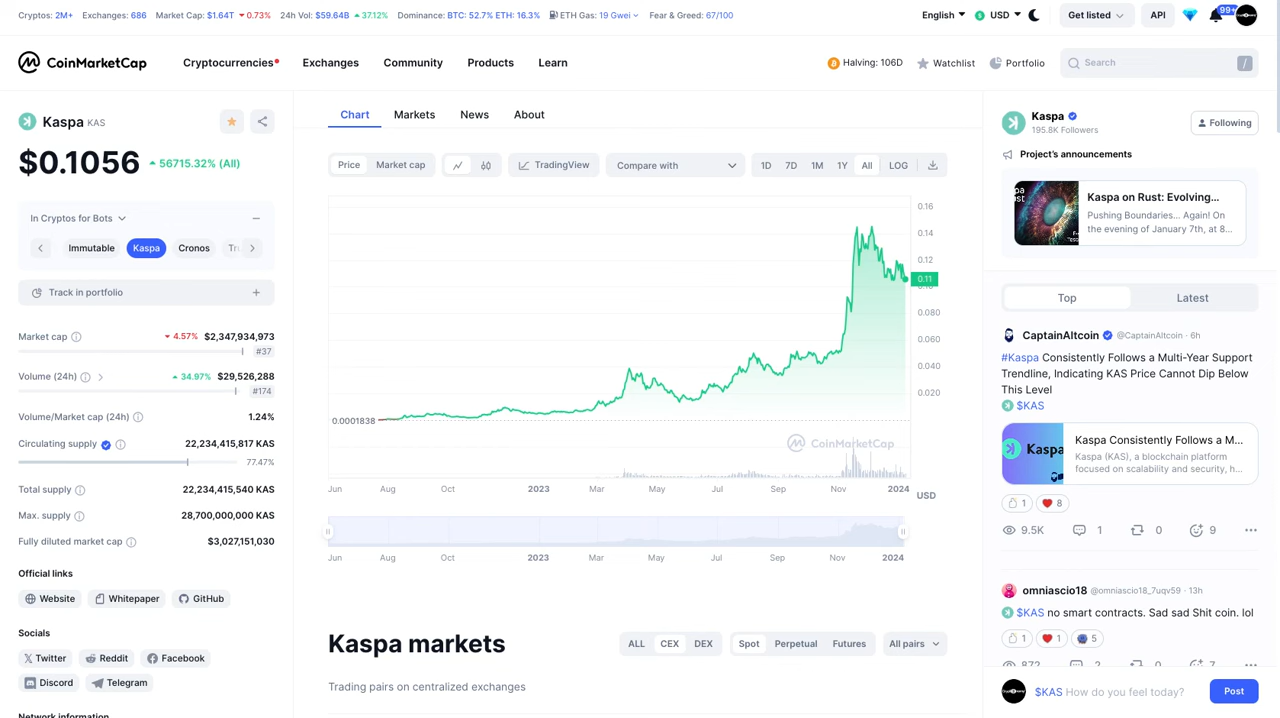 Cryptos: 2M+ Exchanges: 686 Market Cap: $1.64T 0.73% 24h Vol: $59.64B 37.12% Dominance: BTC: 52.7% ETH: 16.3% ETH Gas: 19 Gwei Fear & Greed: 67/100
English USD Get listed API 99+
CoinMarketCap Cryptocurrencies Exchanges Community Products Learn Halving: 106D Watchlist Portfolio Search /
Kaspa KAS
$0.1056 56715.32% (All)
In Cryptos for Bots
Immutable Kaspa Cronos
Track in portfolio
Market cap 4.57% $2,347,934,973
#37
Volume (24h) 34.97% $29,526,288
#174
Volume/Market cap (24h) 1.24%
Circulating supply 22,234,415,817 KAS
77.47%
Total supply 22,234,415,540 KAS
Max. supply 28,700,000,000 KAS
Fully diluted market cap $3,027,151,030
Official links
Website Whitepaper GitHub
Socials
Twitter Reddit Facebook
Discord Telegram
Network information
Chart Markets News About
Price Market cap TradingView Compare with 1D 7D 1M 1Y All LOG
0.16
0.14
0.12
0.11
0.10
0.080
0.060
0.040
0.020
0.0001838
CoinMarketCap
Jun Aug Oct 2023 Mar May Jul Sep Nov 2024 USD
Jun Aug Oct 2023 Mar May Jul Sep Nov 2024
Kaspa markets ALL CEX DEX Spot Perpetual Futures All pairs
Trading pairs on centralized exchanges
Kaspa
195.8K Followers
Following
Project's announcements
Kaspa on Rust: Evolving...
Pushing Boundaries... Again! On
the evening of January 7th, at 8...
Top Latest
CaptainAltcoin @CaptainAltcoin · 6h
#Kaspa Consistently Follows a Multi-Year Support
Trendline, Indicating KAS Price Cannot Dip Below
This Level
$KAS
Kaspa
Kaspa Consistently Follows a M...
Kaspa (KAS), a blockchain platform
focused on scalability and security, h...
1 8
9.5K 1 0 9
omniascio18 @omniascio18_7uqv59 · 13h
$KAS no smart contracts. Sad sad Shit coin. lol
1 1 5
872 2 0 7
$KAS How do you feel today? Post